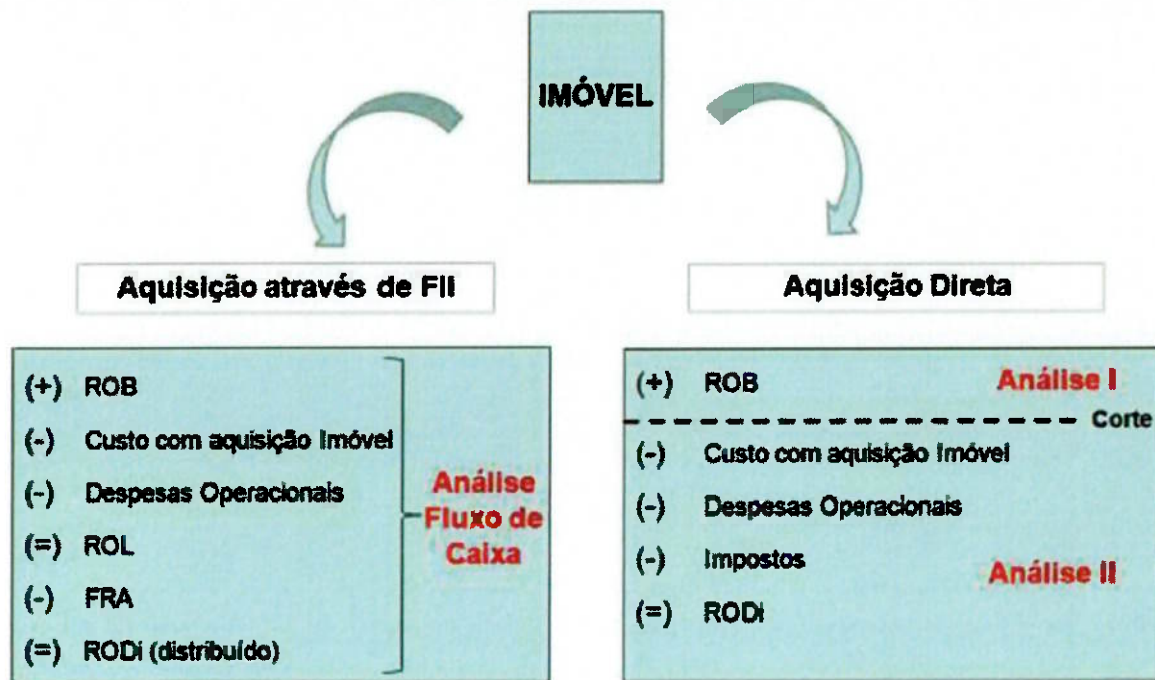 IMÓVEL
Aquisição através de FII
Aquisição Direta
(+) ROB
(-) Custo com aquisição Imóvel
(-) Despesas Operacionais
(=) ROL
(-) FRA
(=) RODi (distribuído)
Análise
Fluxo de
Caixa
(+) ROB
Análise I
Corte
(-) Custo com aquisição Imóvel
(-) Despesas Operacionais
(-) Impostos
Análise II
(=) RODi